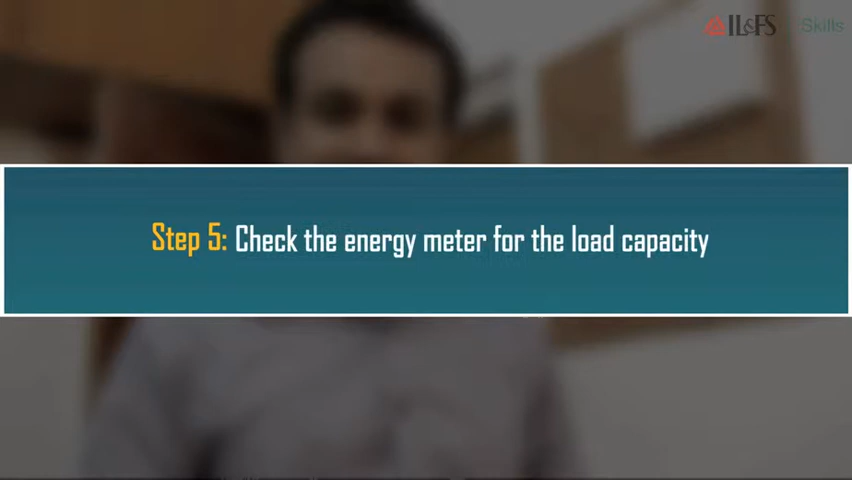 IL&FS | Skills
Step 5: Check the energy meter for the load capacity